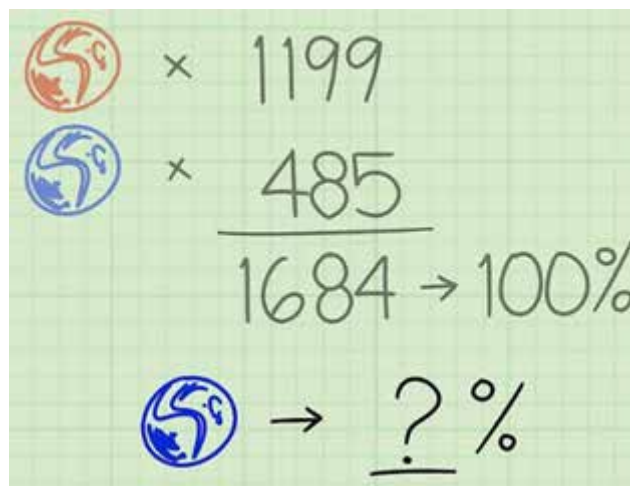 × 1199
× 485
1684 → 100%
→ ? %